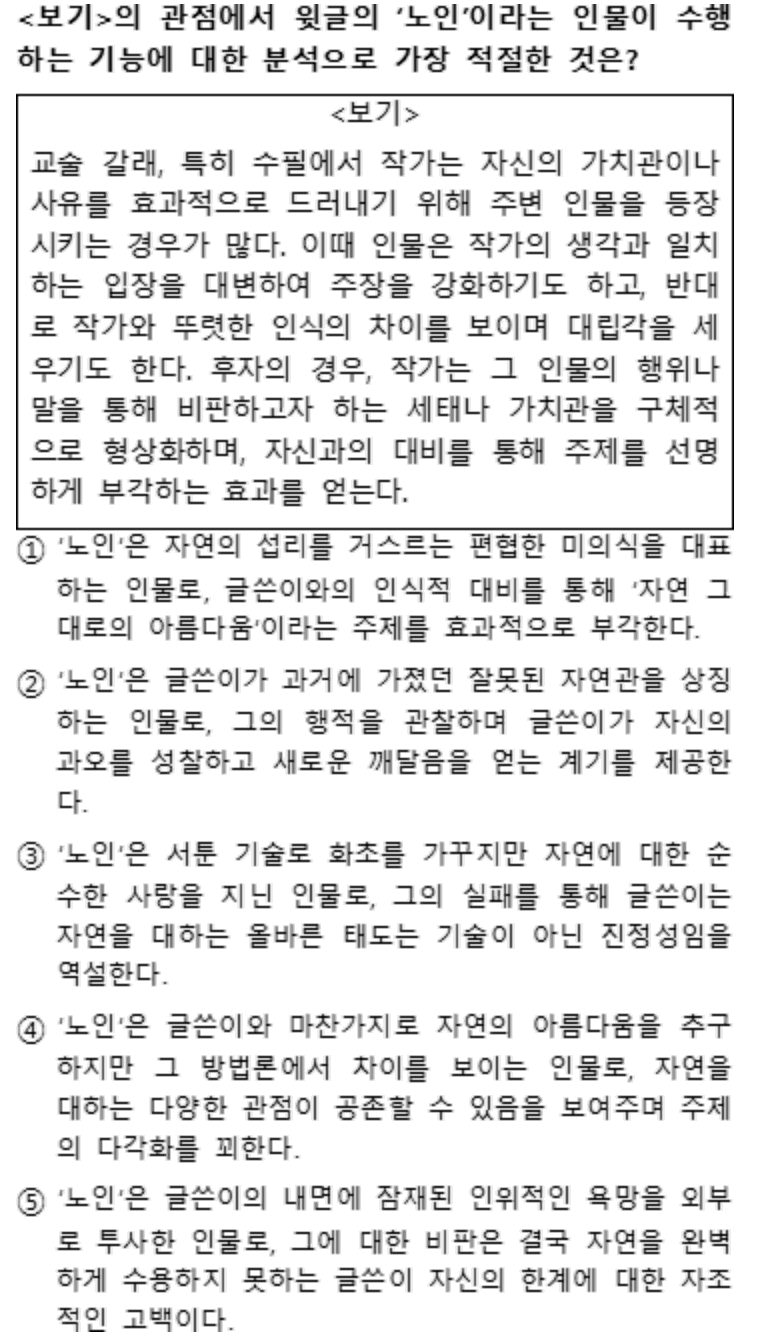 <보기>의 관점에서 윗글의 ‘노인’이라는 인물이 수행
하는 기능에 대한 분석으로 가장 적절한 것은?
<보기>
교술 갈래, 특히 수필에서 작가는 자신의 가치관이나
사유를 효과적으로 드러내기 위해 주변 인물을 등장
시키는 경우가 많다. 이때 인물은 작가의 생각과 일치
하는 입장을 대변하여 주장을 강화하기도 하고, 반대
로 작가와 뚜렷한 인식의 차이를 보이며 대립각을 세
우기도 한다. 후자의 경우, 작가는 그 인물의 행위나
말을 통해 비판하고자 하는 세태나 가치관을 구체적
으로 형상화하며, 자신과의 대비를 통해 주제를 선명
하게 부각하는 효과를 얻는다.
① ‘노인’은 자연의 섭리를 거스르는 편협한 미의식을 대표
하는 인물로, 글쓴이와의 인식적 대비를 통해 ‘자연 그
대로의 아름다움’이라는 주제를 효과적으로 부각한다.
② ‘노인’은 글쓴이가 과거에 가졌던 잘못된 자연관을 상징
하는 인물로, 그의 행적을 관찰하며 글쓴이가 자신의
과오를 성찰하고 새로운 깨달음을 얻는 계기를 제공한
다.
③ ‘노인’은 서툰 기술로 화초를 가꾸지만 자연에 대한 순
수한 사랑을 지닌 인물로, 그의 실패를 통해 글쓴이는
자연을 대하는 올바른 태도는 기술이 아닌 진정성임을
역설한다.
④ ‘노인’은 글쓴이와 마찬가지로 자연의 아름다움을 추구
하지만 그 방법론에서 차이를 보이는 인물로, 자연을
대하는 다양한 관점이 공존할 수 있음을 보여주며 주제
의 다각화를 꾀한다.
⑤ ‘노인’은 글쓴이의 내면에 잠재된 인위적인 욕망을 외부
로 투사한 인물로, 그에 대한 비판은 결국 자연을 완벽
하게 수용하지 못하는 글쓴이 자신의 한계에 대한 자조
적인 고백이다.